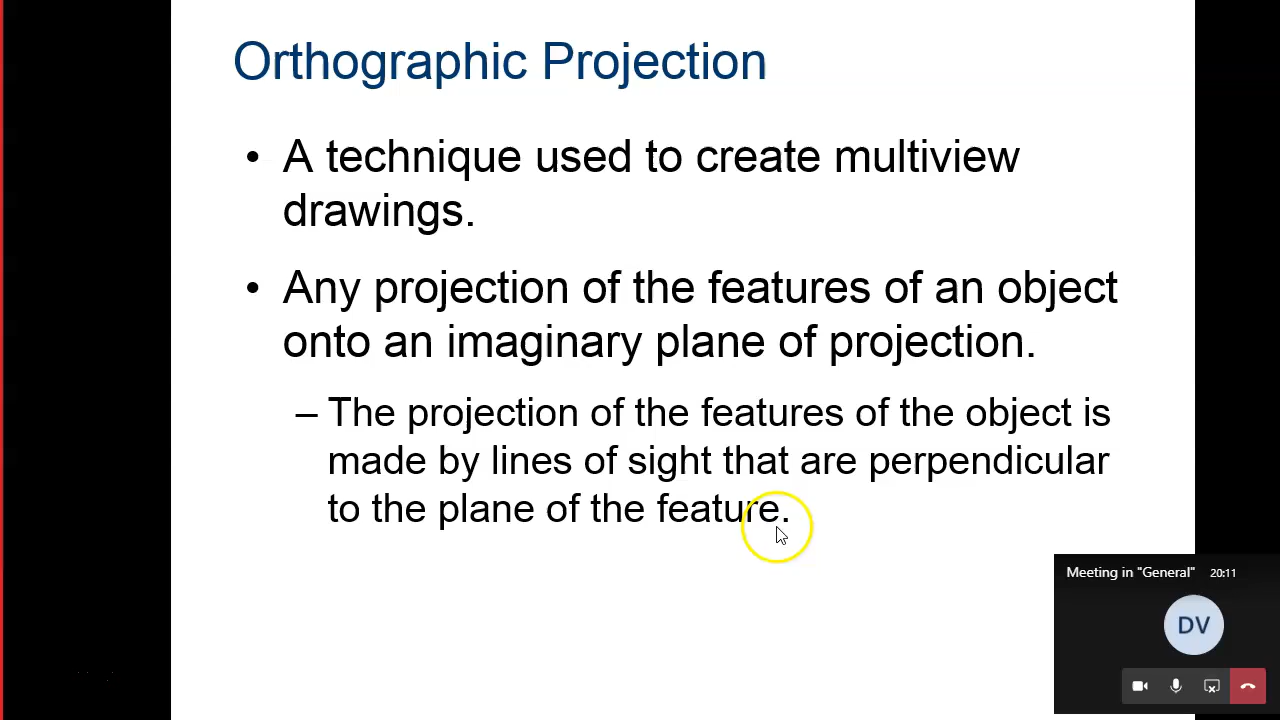 Orthographic Projection
• A technique used to create multiview
drawings.
• Any projection of the features of an object
onto an imaginary plane of projection.
– The projection of the features of the object is
made by lines of sight that are perpendicular
to the plane of the feature.
Meeting in "General" 20:11
DV